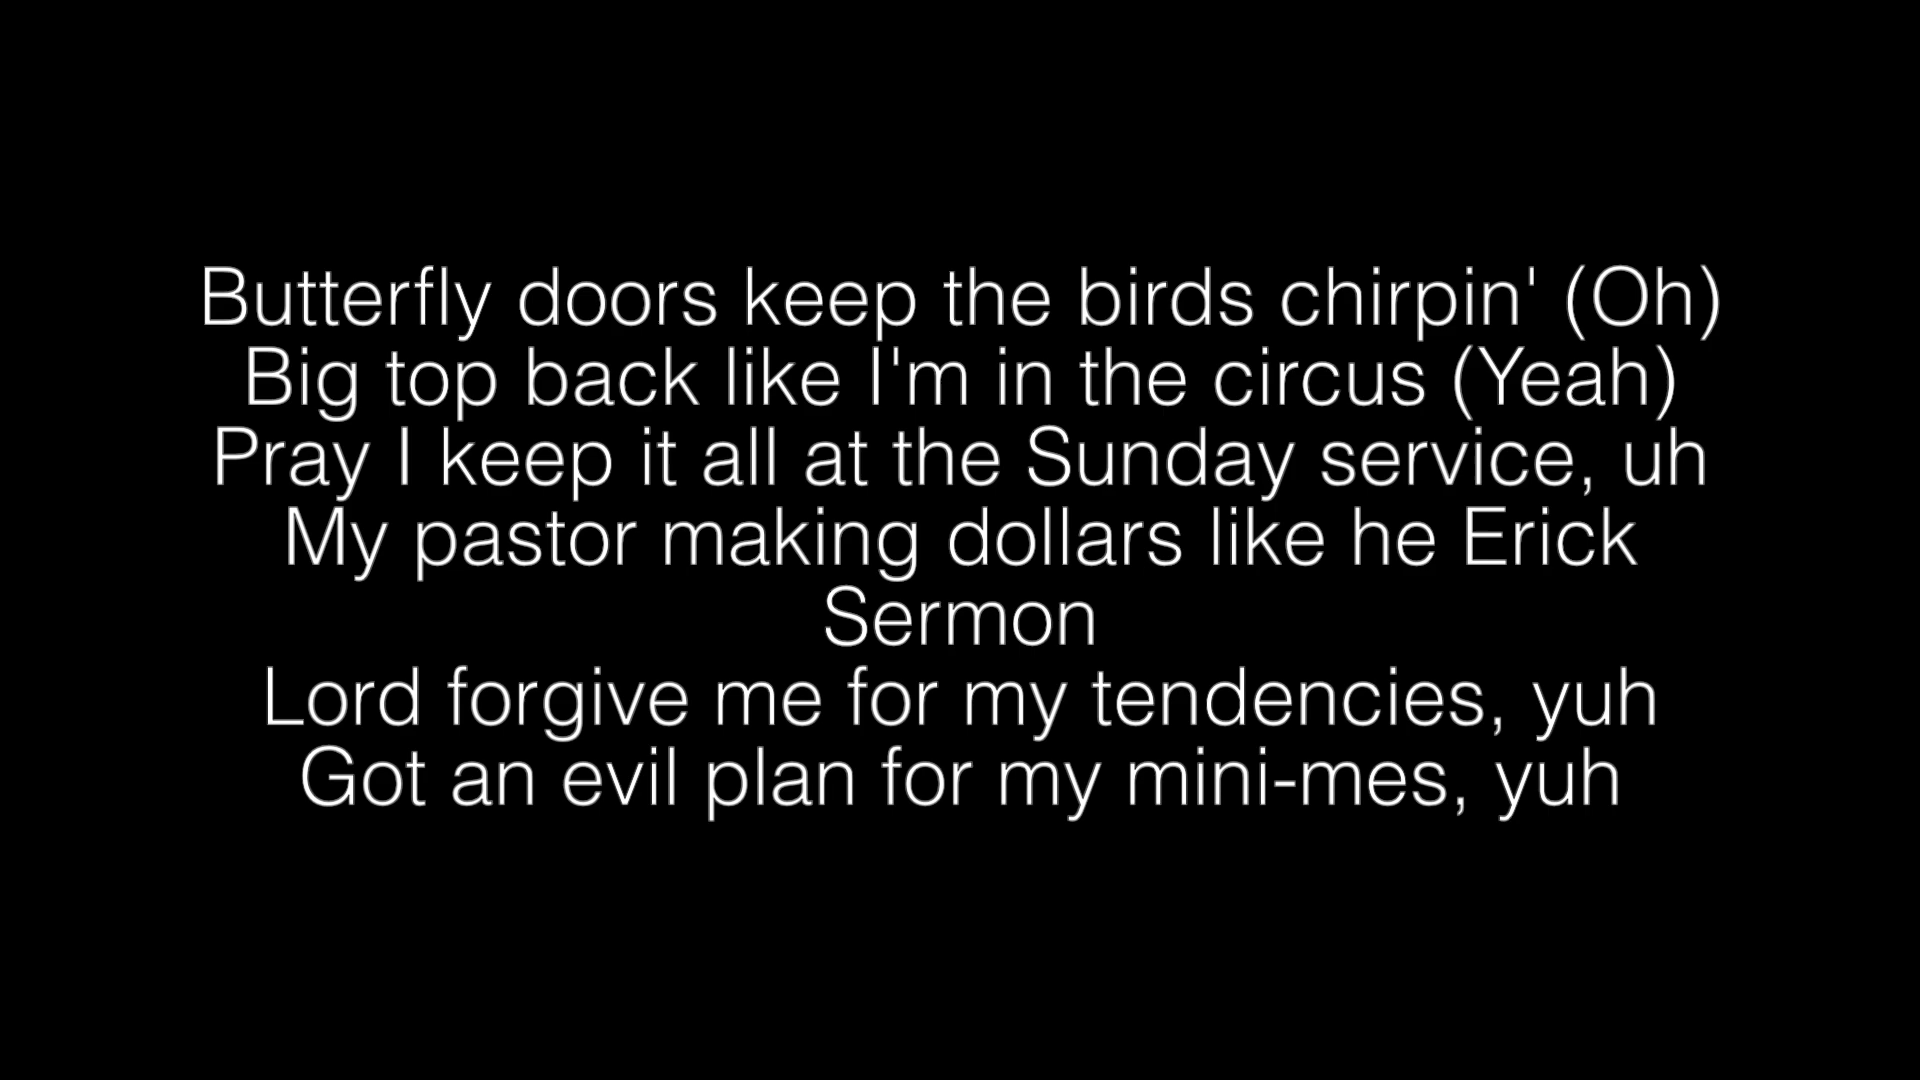 Butterfly doors keep the birds chirpin' (Oh)
Big top back like I'm in the circus (Yeah)
Pray I keep it all at the Sunday service, uh
My pastor making dollars like he Erick
Sermon
Lord forgive me for my tendencies, yuh
Got an evil plan for my mini-mes, yuh